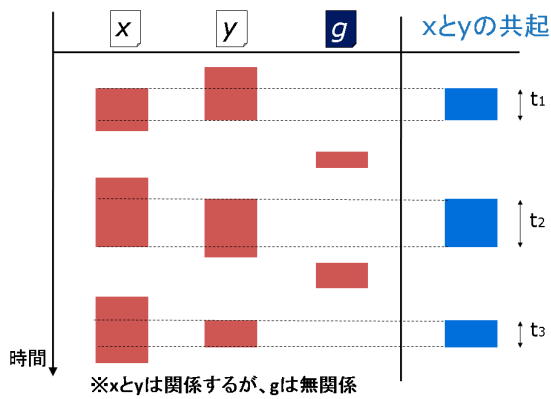 x y g xとyの共起
t1
t2
t3
時間
※xとyは関係するが、gは無関係